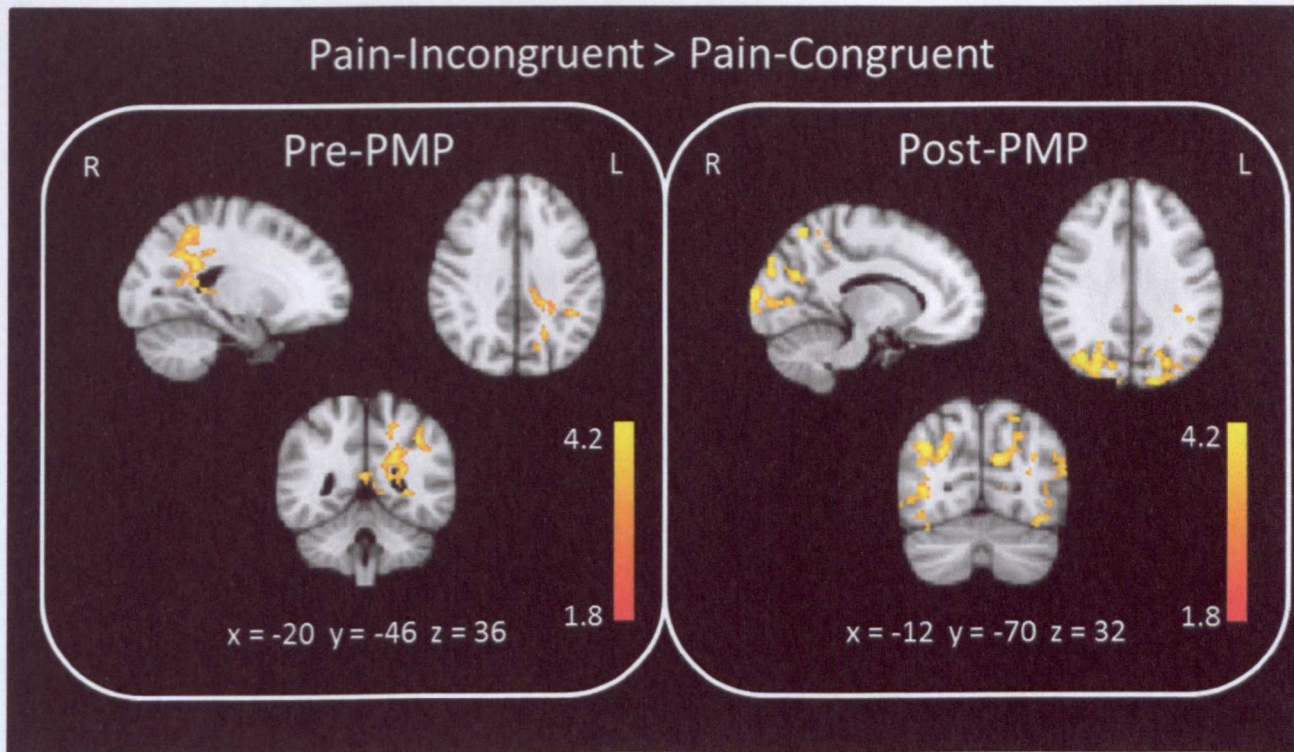 Pain-Incongruent > Pain-Congruent
Pre-PMP
R
L
4.2
1.8
x = -20 y = -46 z = 36
Post-PMP
R
L
4.2
1.8
x = -12 y = -70 z = 32